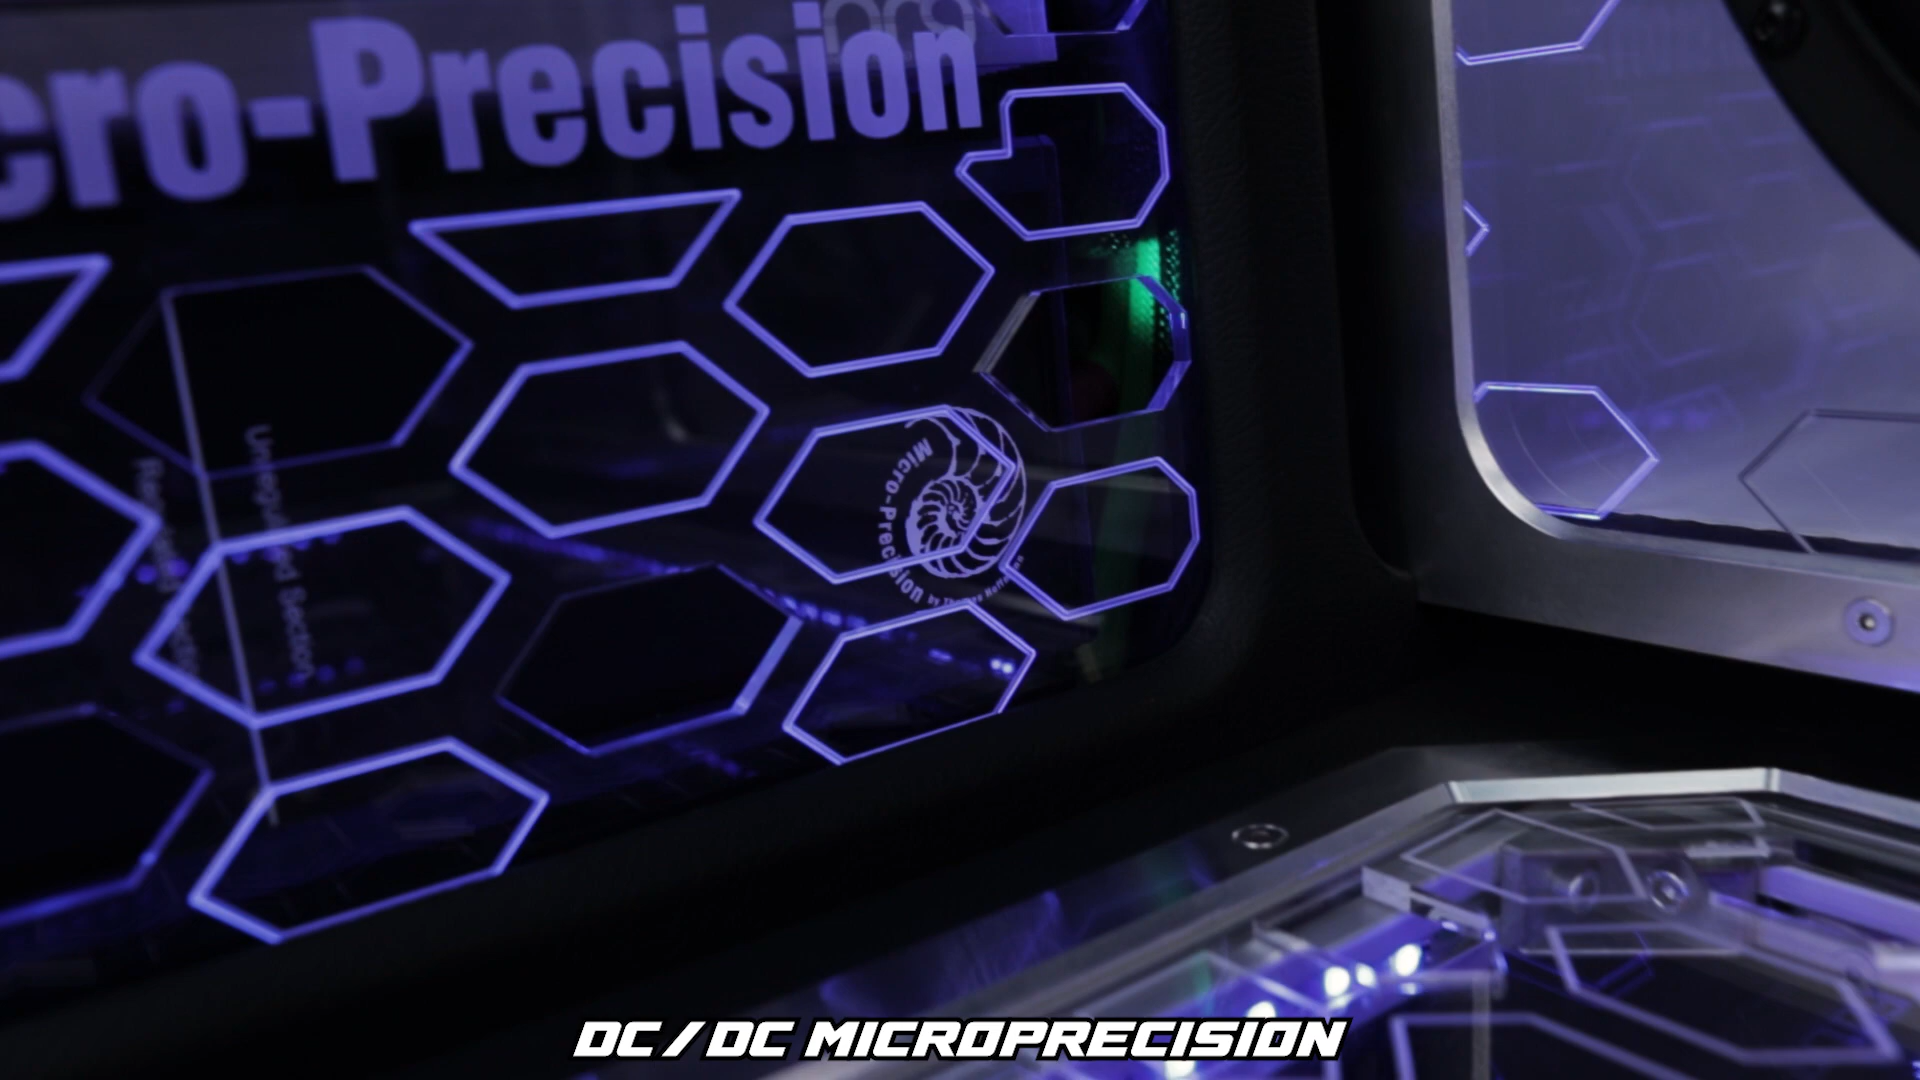 cro-Precision
Unregulated Section
Micro-Precision
DC/DC MICROPRECISION